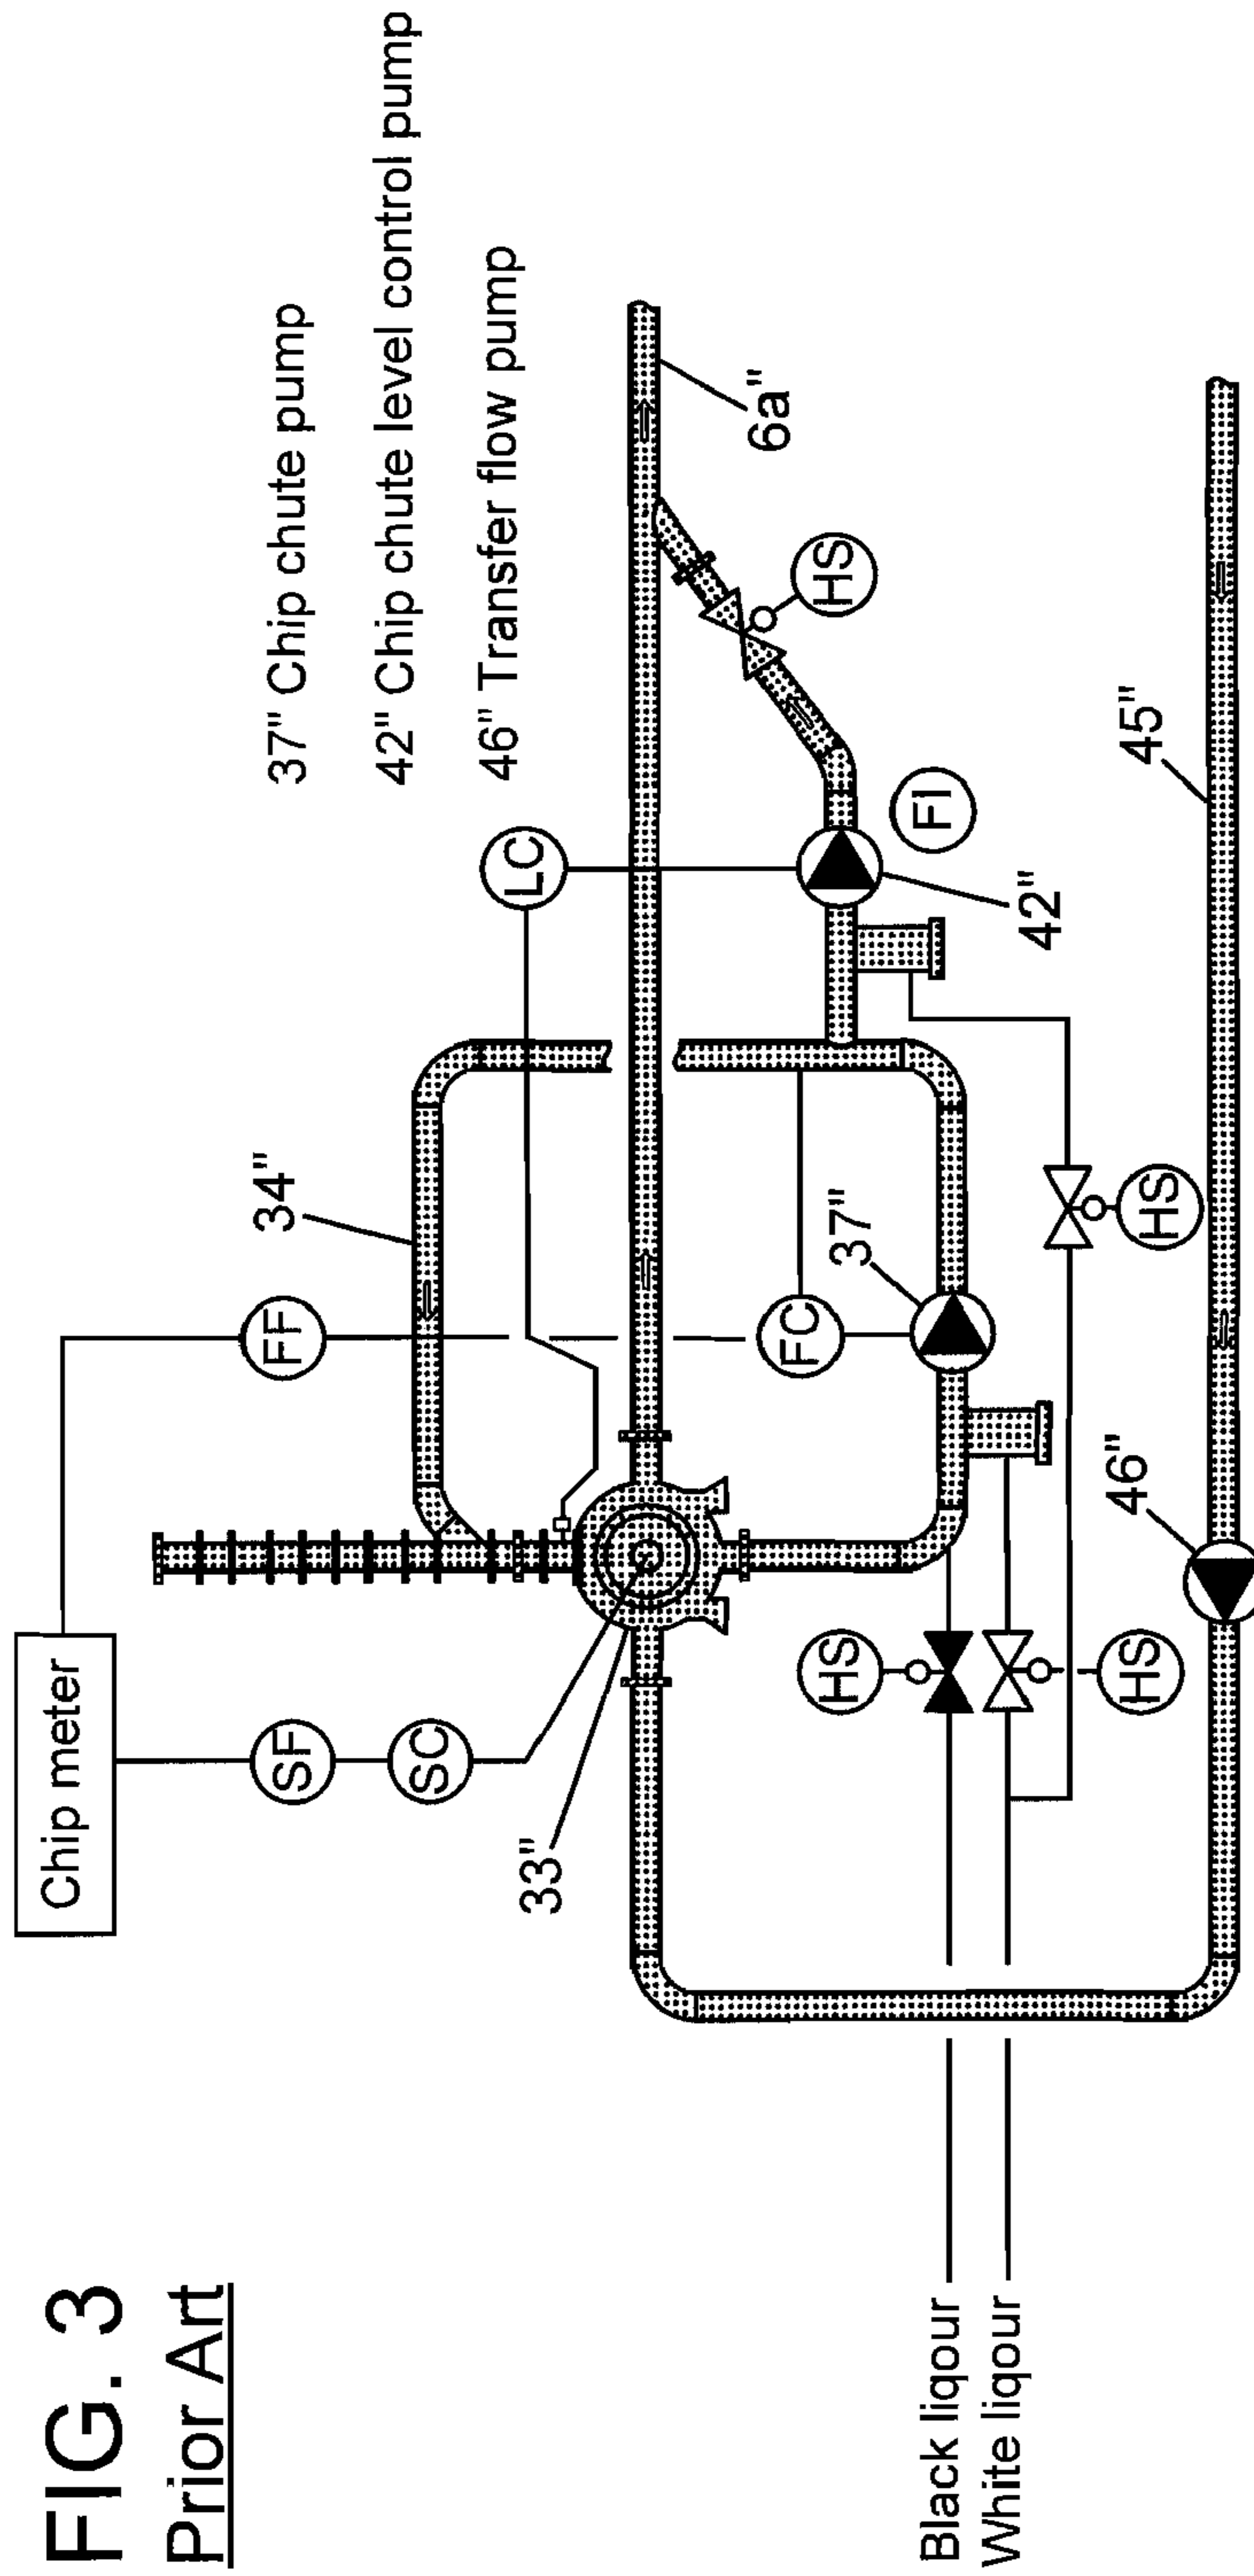 FIG. 3
Prior Art
Chip meter
37" Chip chute pump
42" Chip chute level control pump
46" Transfer flow pump
SF
SC
FF
34"
LC
33"
6a"
HS
FC
37"
FI
42"
HS
HS
HS
45"
46"
Black liqour
White liqour